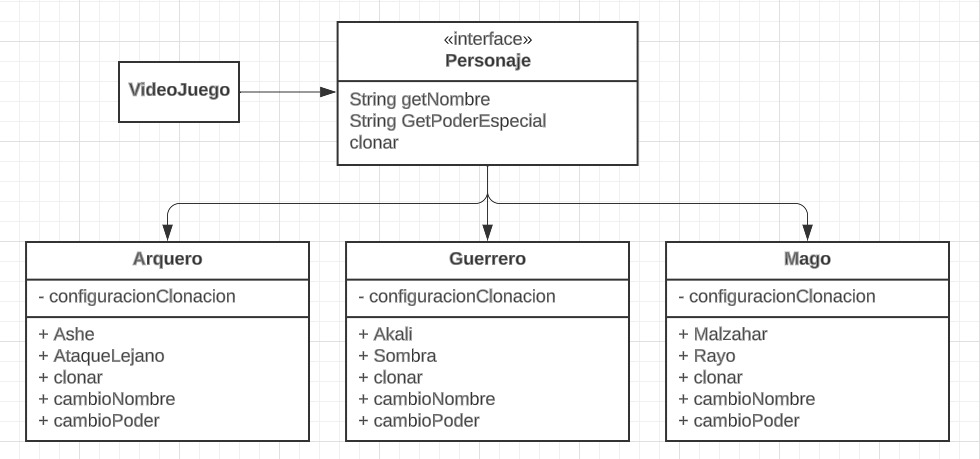 «interface»
Personaje
VideoJuego
String getNombre
String GetPoderEspecial
clonar
Arquero
- configuracionClonacion
+ Ashe
+ AtaqueLejano
+ clonar
+ cambioNombre
+ cambioPoder
Guerrero
- configuracionClonacion
+ Akali
+ Sombra
+ clonar
+ cambioNombre
+ cambioPoder
Mago
- configuracionClonacion
+ Malzahar
+ Rayo
+ clonar
+ cambioNombre
+ cambioPoder